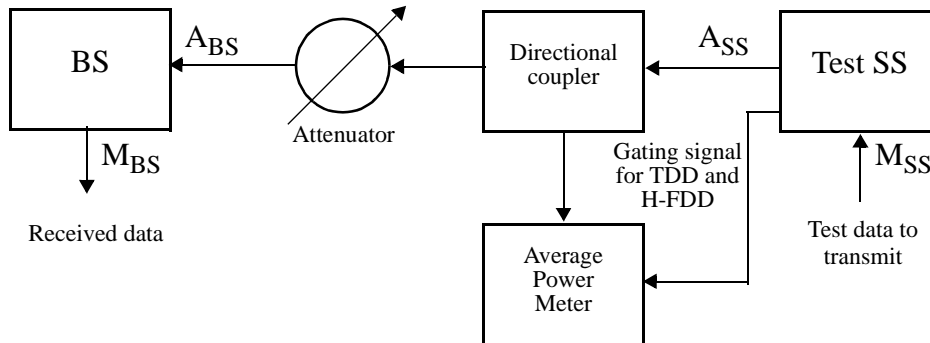 BS
A_BS
Attenuator
Directional
coupler
A_SS
Test SS
M_BS
Received data
Gating signal
for TDD and
H-FDD
M_SS
Test data to
transmit
Average
Power
Meter